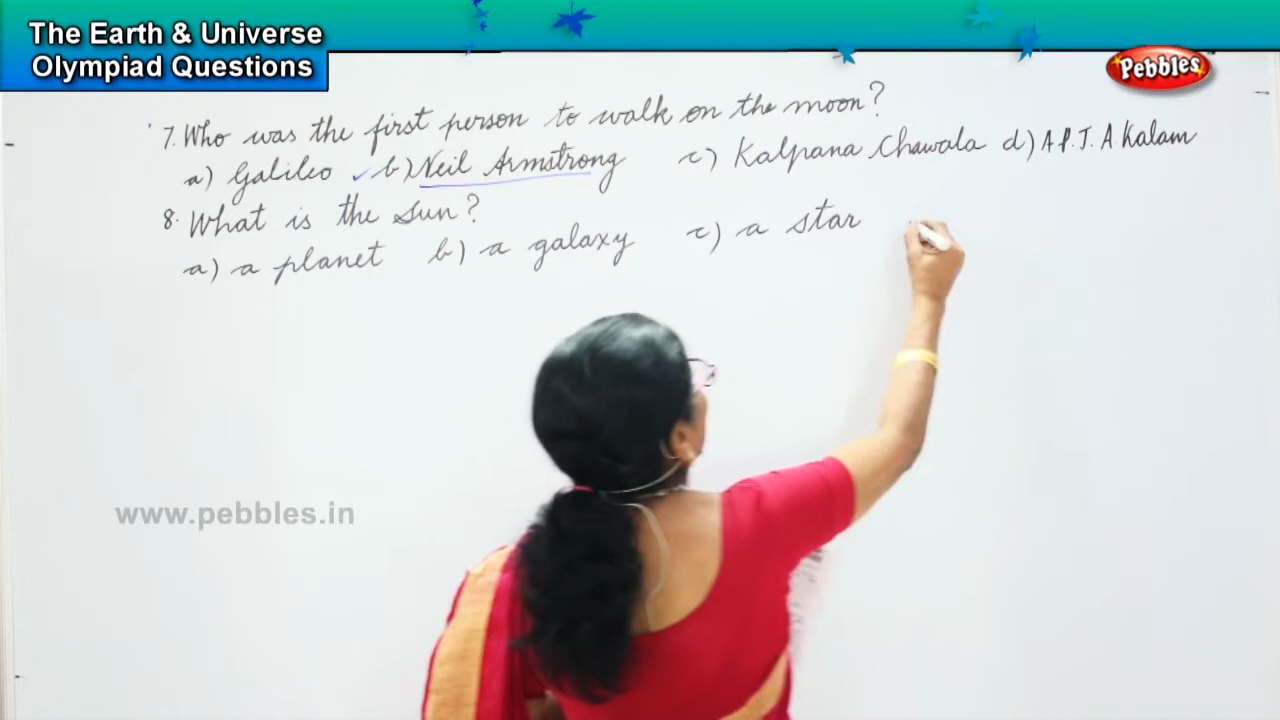 The Earth & Universe
Olympiad Questions
Pebbles
7. Who was the first person to walk on the moon?
a) Galileo b) Neil Armstrong c) Kalpana Chawala d) A P. J. A. Kalam
8. What is the sun?
a) a planet b) a galaxy c) a star
www.pebbles.in